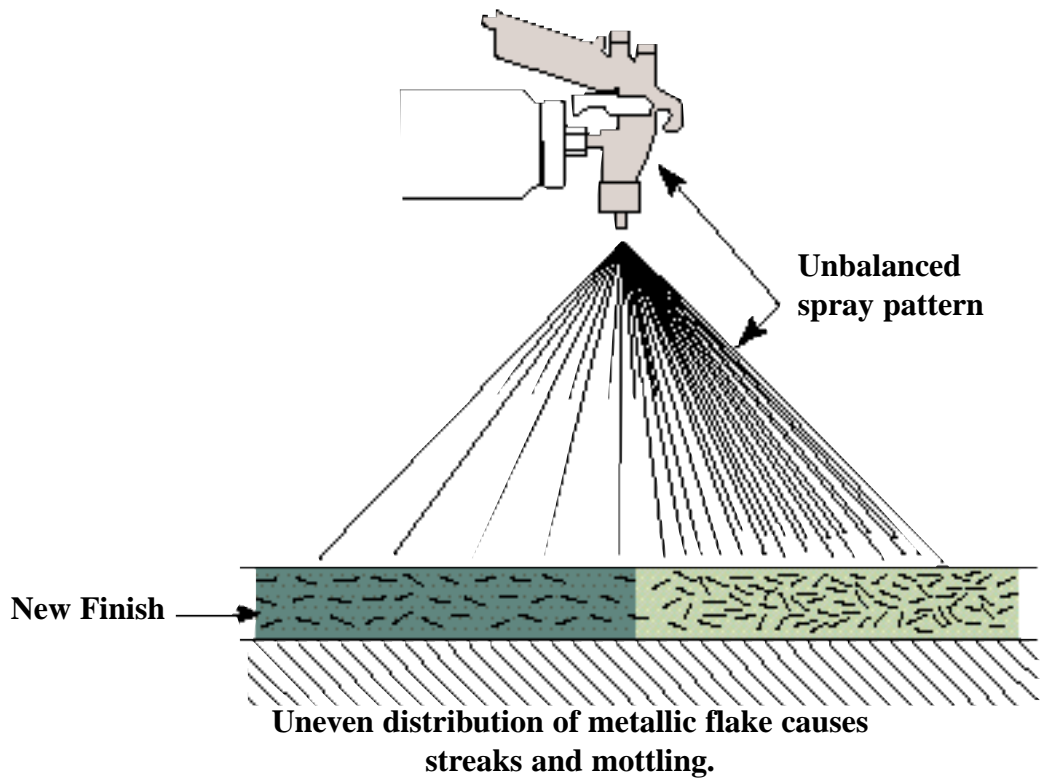 Unbalanced
spray pattern
New Finish
Uneven distribution of metallic flake causes
streaks and mottling.